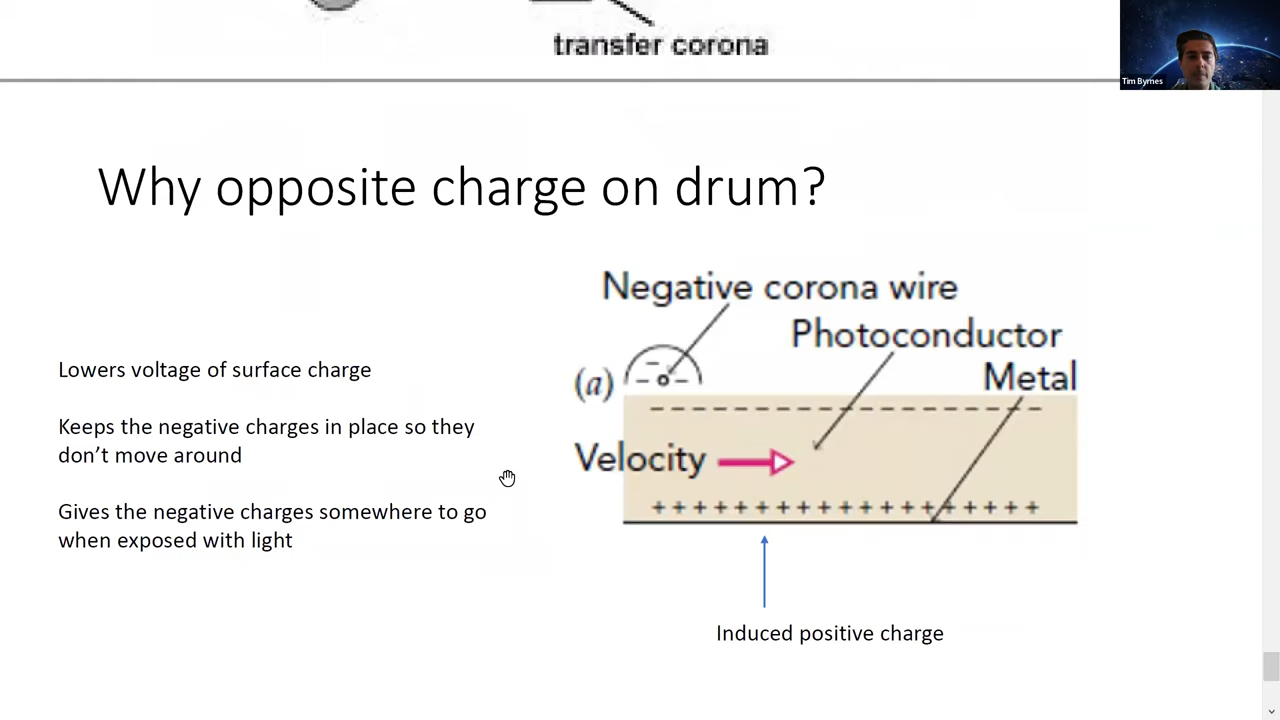 transfer corona
Tim Byrnes
Why opposite charge on drum?
Negative corona wire
Photoconductor
Metal
(a)
Velocity
+ + + + + + + + + + + + + + + + + + +
Lowers voltage of surface charge
Keeps the negative charges in place so they
don’t move around
Gives the negative charges somewhere to go
when exposed with light
Induced positive charge